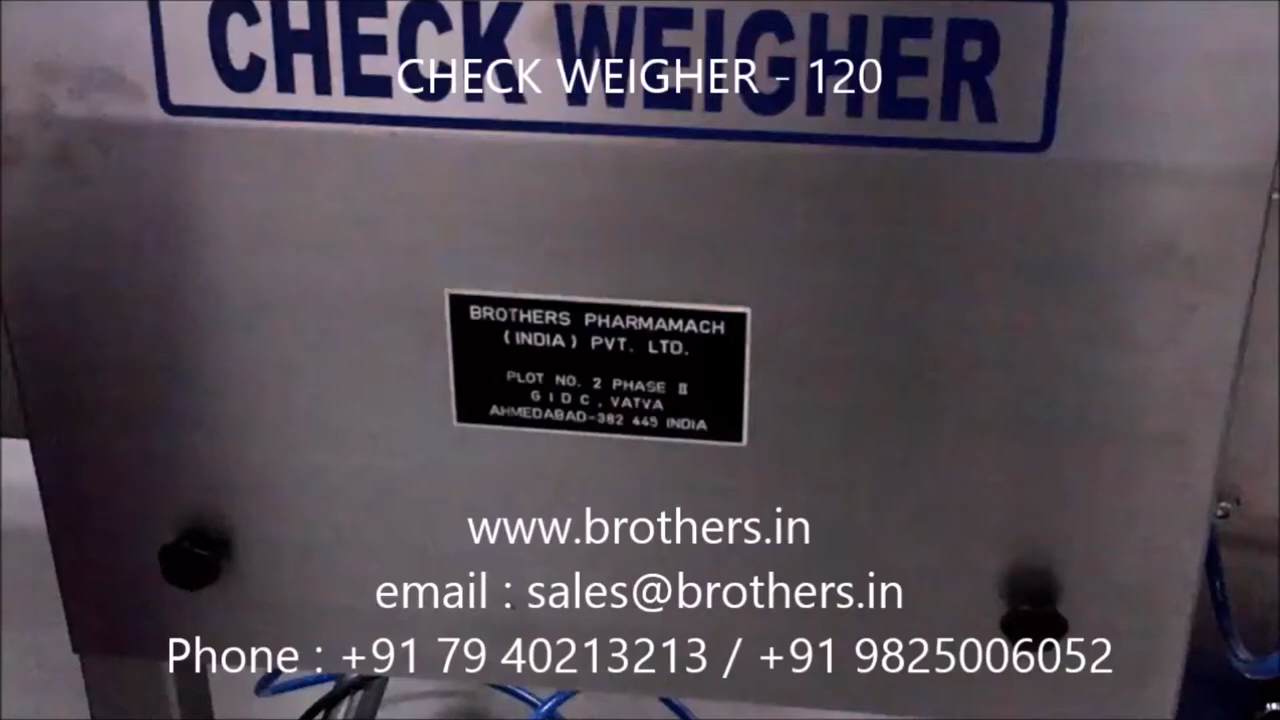 CHECK WEIGHER
CHECK WEIGHER - 120
BROTHERS PHARMAMACH
(INDIA) PVT. LTD.
PLOT NO. 2 PHASE II
G I D C , VATVA
AHMEDABAD-382 445 INDIA
www.brothers.in
email : sales@brothers.in
Phone : +91 79 40213213 / +91 9825006052